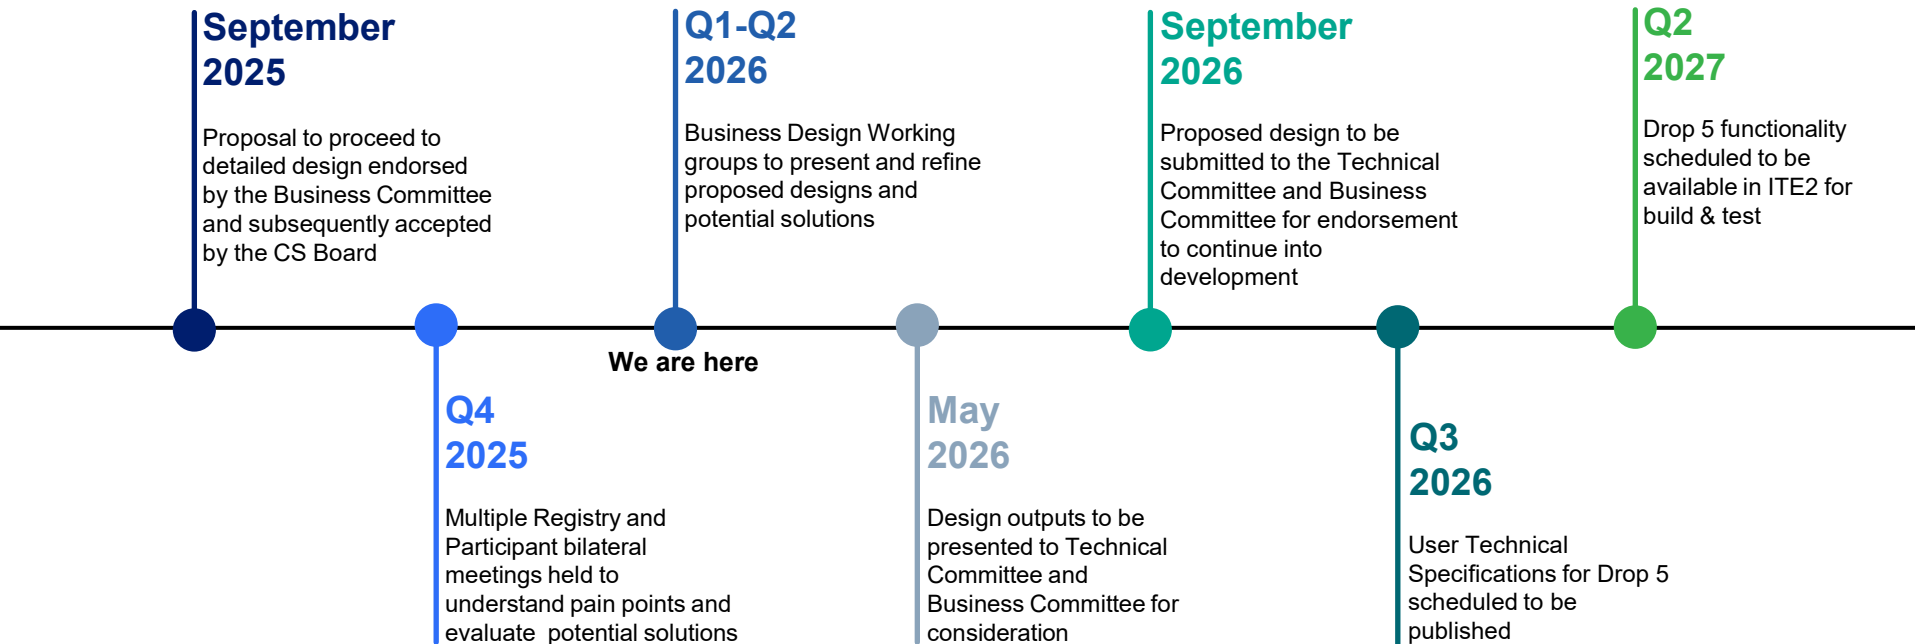 September
2025
Proposal to proceed to
detailed design endorsed
by the Business Committee
and subsequently accepted
by the CS Board
Q4
2025
Multiple Registry and
Participant bilateral
meetings held to
understand pain points and
evaluate  potential solutions
Q1-Q2
2026
Business Design Working
groups to present and refine
proposed designs and
potential solutions
We are here
May
2026
Design outputs to be
presented to Technical
Committee and
Business Committee for
consideration
September
2026
Proposed design to be
submitted to the Technical
Committee and Business
Committee for endorsement
to continue into
development
Q3
2026
User Technical
Specifications for Drop 5
scheduled to be
published
Q2
2027
Drop 5 functionality
scheduled to be
available in ITE2 for
build & test